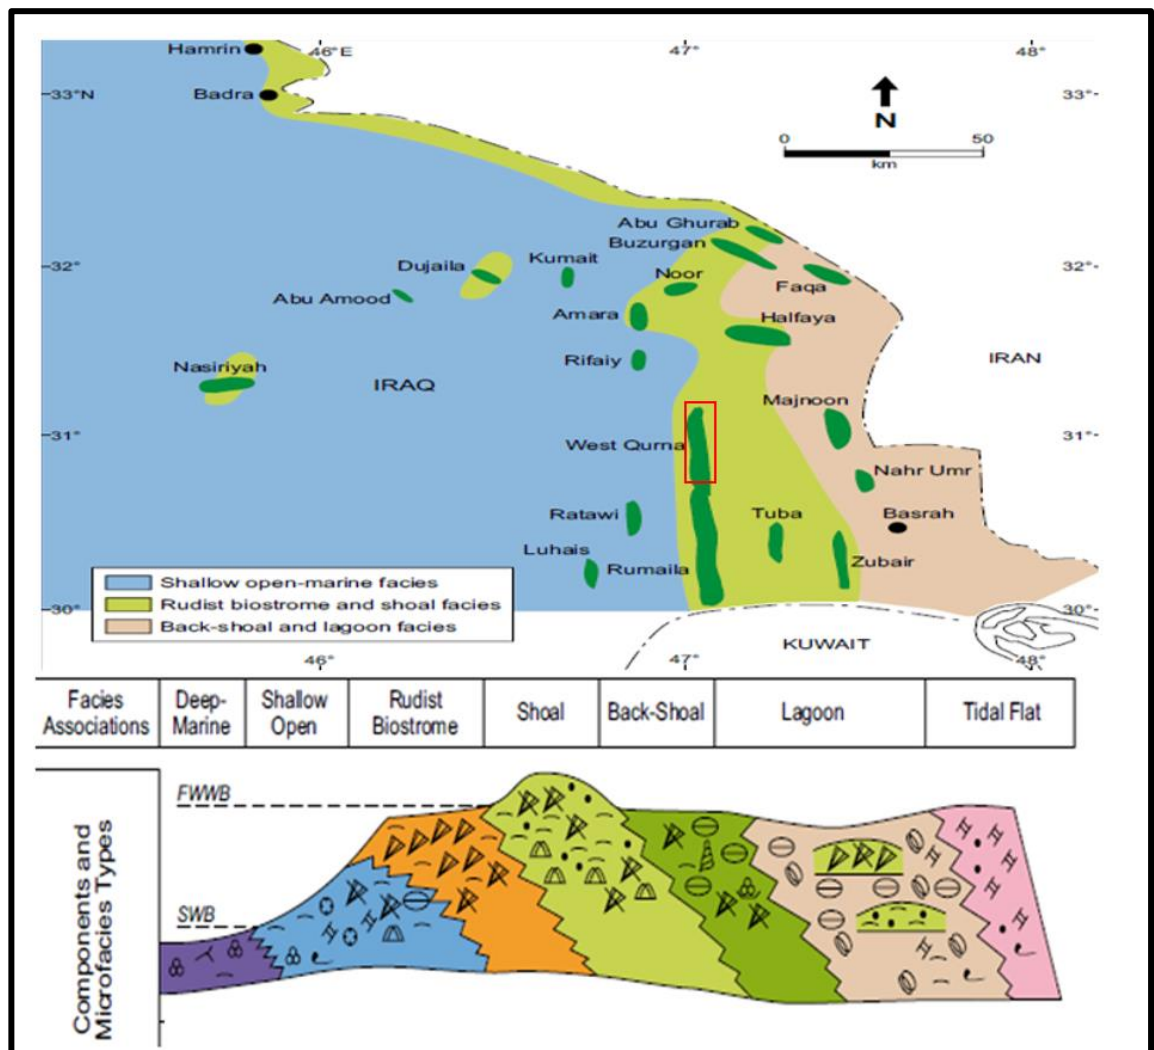 Hamrin
46°E
47°
48°
33°N
Badra
33°
N
0
50
km
Abu Ghurab
Buzurgan
32°
Dujaila
Kumait
Noor
Faqa
32°
Abu Amood
Amara
Halfaya
Rifaiy
Nasiriyah
IRAQ
IRAN
Majnoon
31°
West Qurna
31°
Nahr Umr
Ratawi
Tuba
Basrah
Luhais
Rumaila
Zubair
Shallow open-marine facies
Rudist biostrome and shoal facies
Back-shoal and lagoon facies
30°
30°
KUWAIT
46°
47°
48°
Facies
Associations
Deep-
Marine
Shallow
Open
Rudist
Biostrome
Shoal
Back-Shoal
Lagoon
Tidal Flat
FWWB
SWB
Components and
Microfacies Types